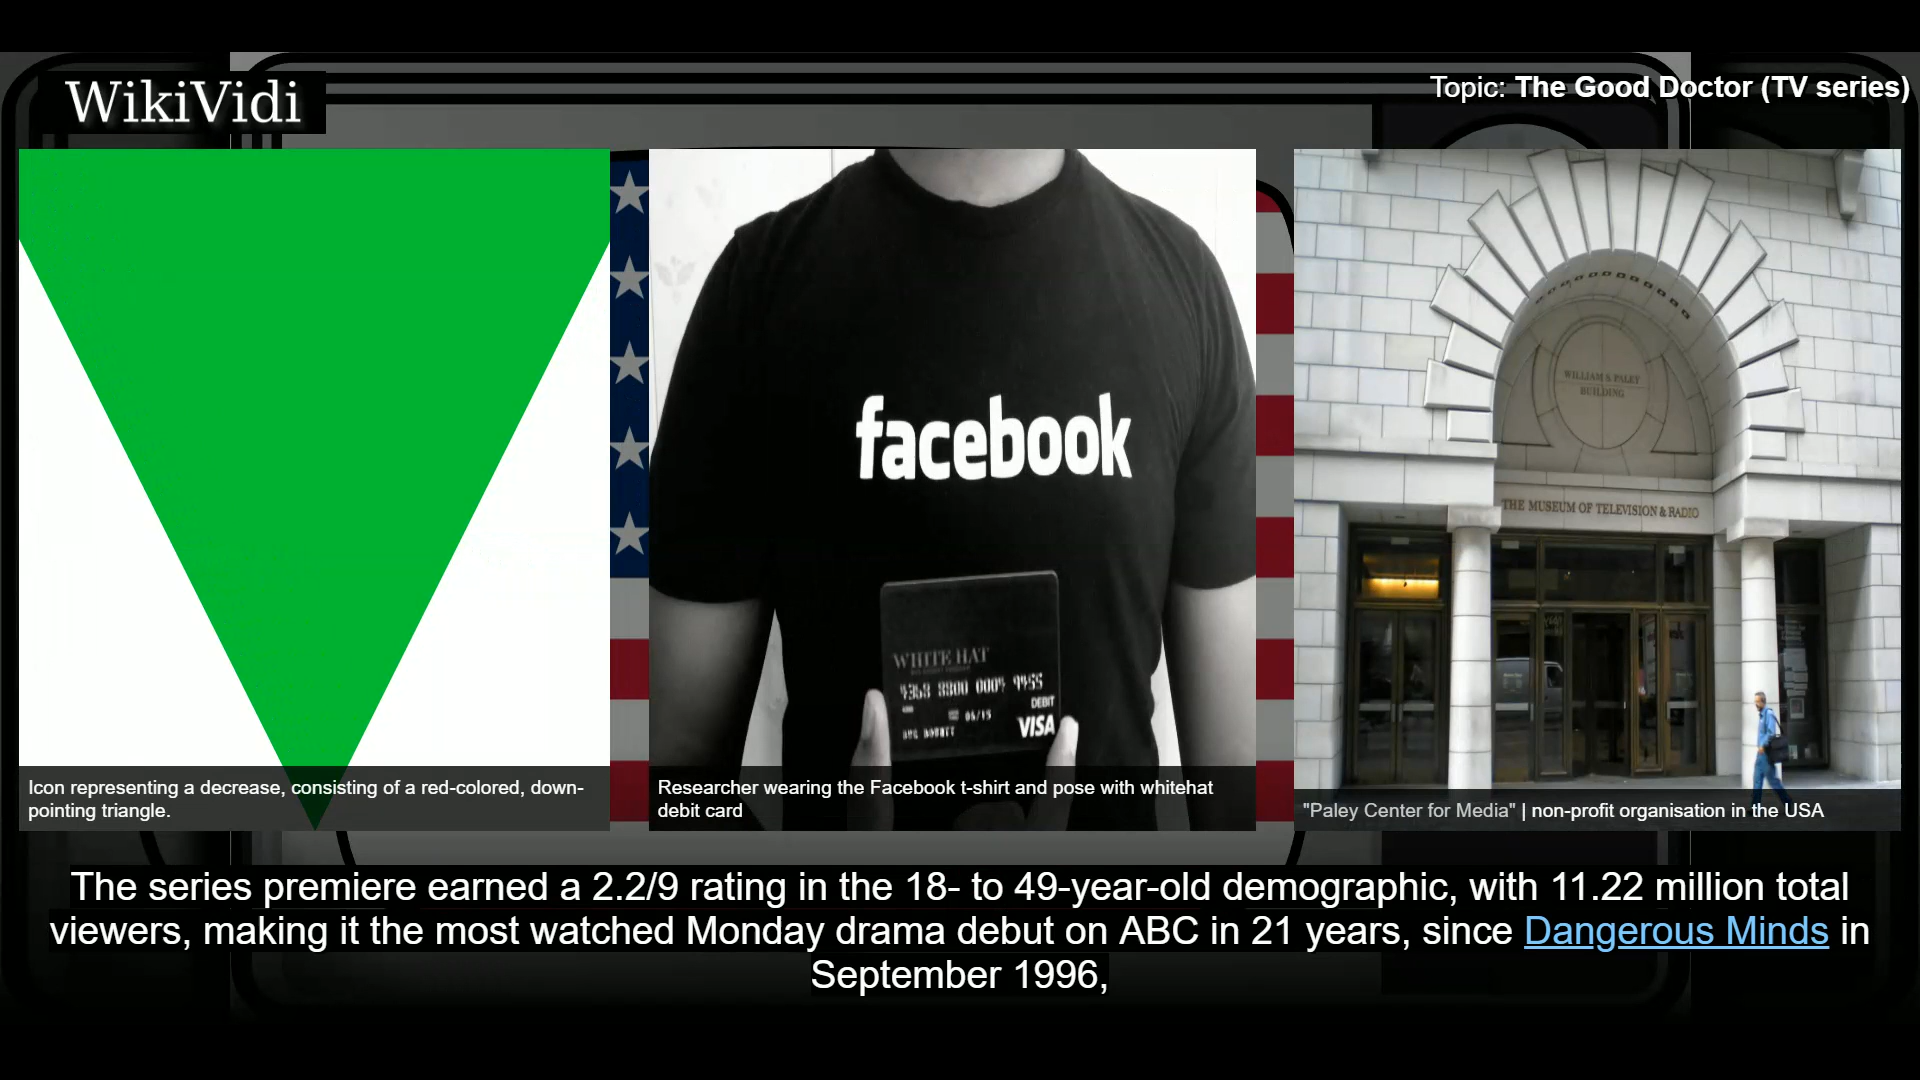 WikiVidi
Topic: The Good Doctor (TV series)
facebook
WHITE HAT
DEBIT
VISA
WILLIAM S. PALEY
BUILDING
THE MUSEUM OF TELEVISION & RADIO
Icon representing a decrease, consisting of a red-colored, down-
pointing triangle.
Researcher wearing the Facebook t-shirt and pose with whitehat
debit card
"Paley Center for Media" | non-profit organisation in the USA
The series premiere earned a 2.2/9 rating in the 18- to 49-year-old demographic, with 11.22 million total
viewers, making it the most watched Monday drama debut on ABC in 21 years, since Dangerous Minds in
September 1996,